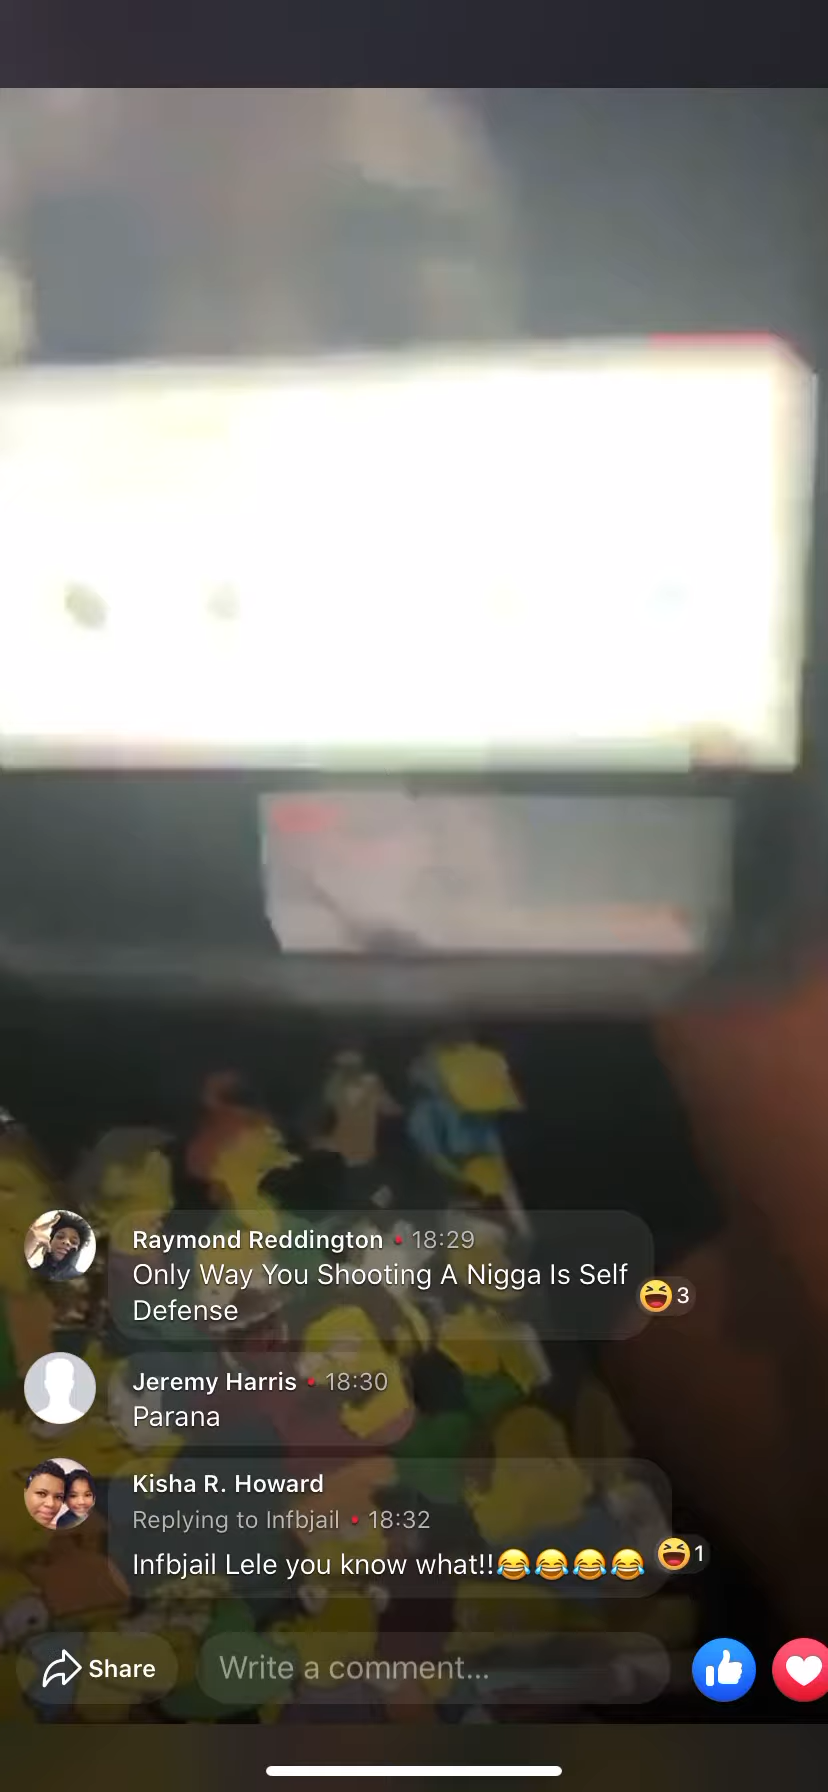 Raymond Reddington • 18:29
Only Way You Shooting A Nigga Is Self
Defense
3
Jeremy Harris • 18:30
Parana
Kisha R. Howard
Replying to Infbjail • 18:32
Infbjail Lele you know what!!😂😂😂😂
1
Share
Write a comment...